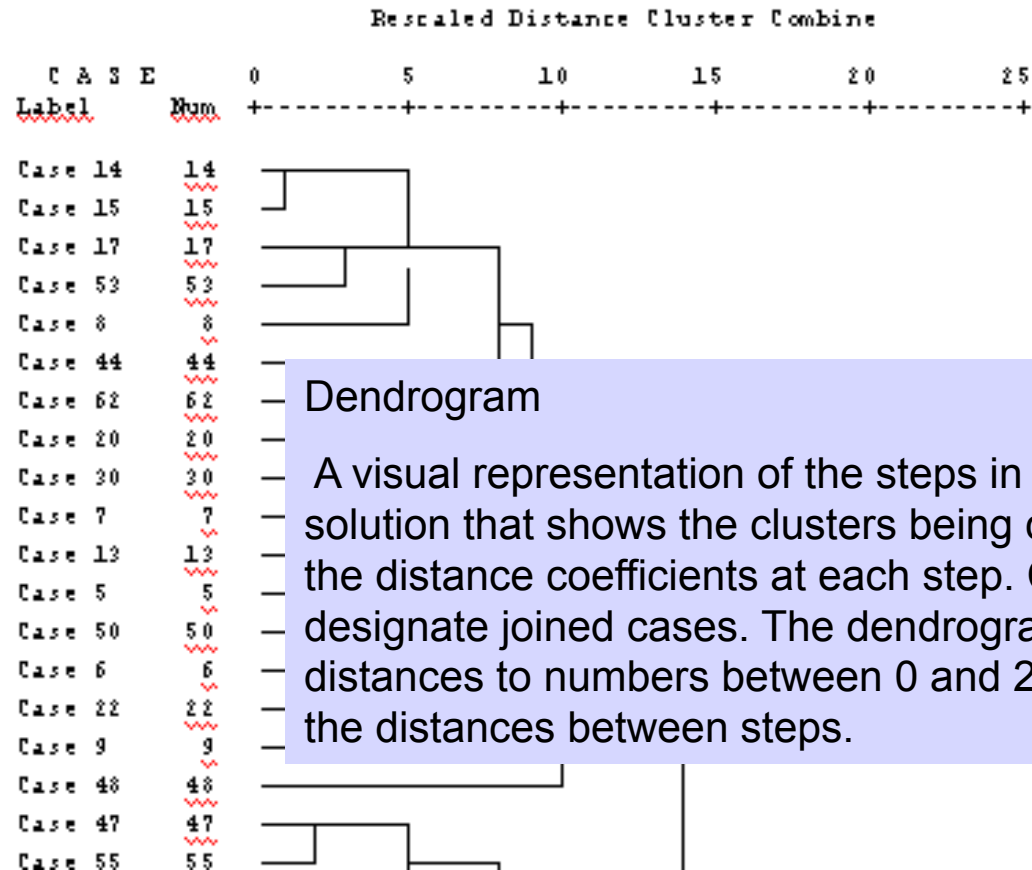 Rescaled Distance Cluster Combine
C A S E 0 5 10 15 20 25
Label Num +---------+---------+---------+---------+---------+
Case 14 14
Case 15 15
Case 17 17
Case 53 53
Case 8 8
Case 44 44
Case 62 62
Case 20 20
Case 30 30
Case 7 7
Case 13 13
Case 5 5
Case 50 50
Case 6 6
Case 22 22
Case 9 9
Case 48 48
Case 47 47
Case 55 55
Dendrogram
A visual representation of the steps in
solution that shows the clusters being
the distance coefficients at each step.
designate joined cases. The
distances to numbers between 0 and
the distances between steps.